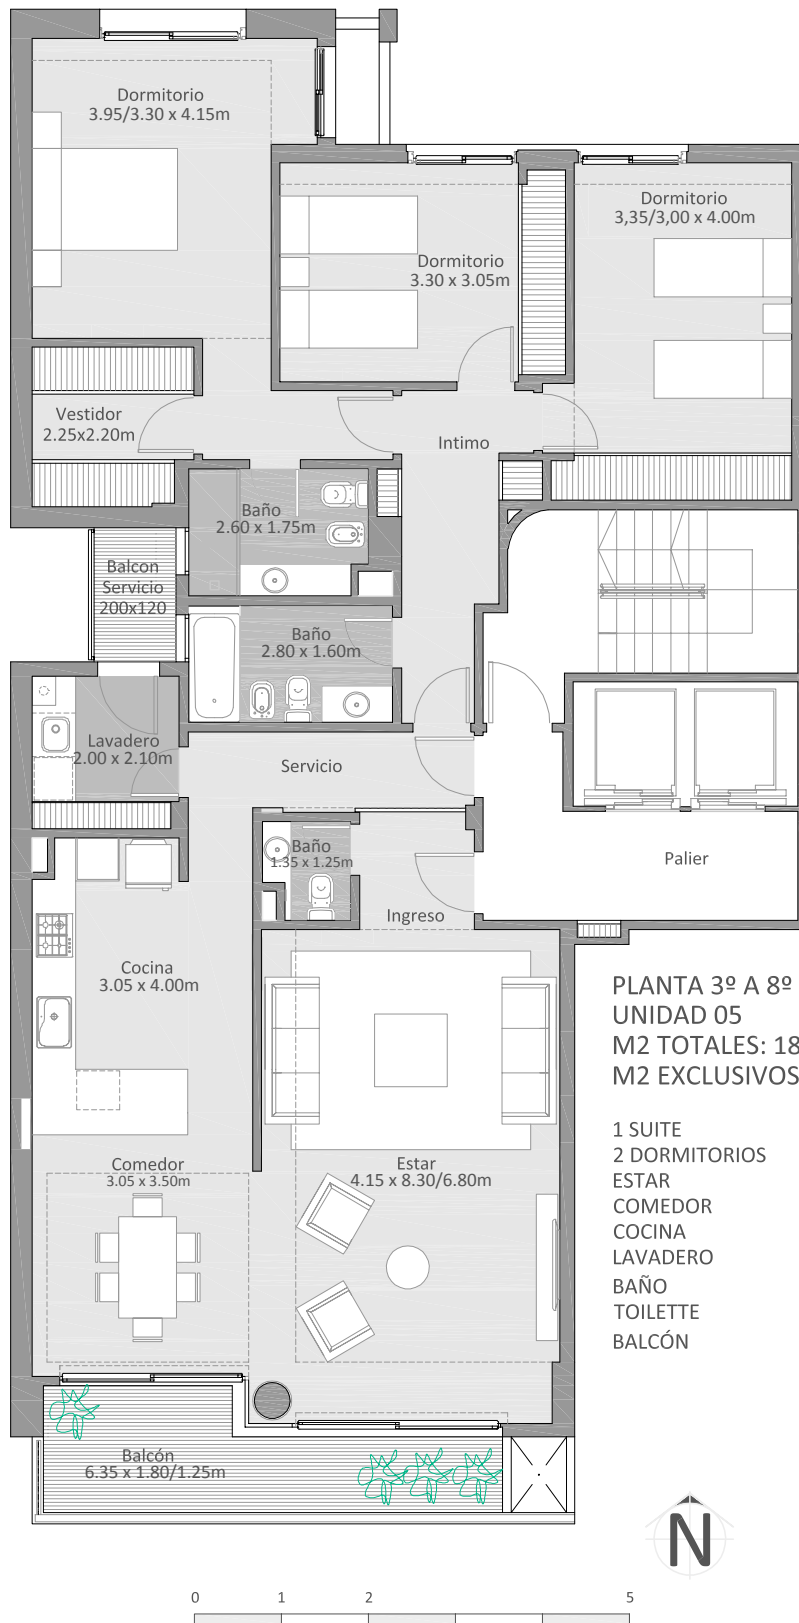 Dormitorio
3.95/3.30 x 4.15m
Dormitorio
3,35/3,00 x 4.00m
Dormitorio
3.30 x 3.05m
Vestidor
2.25x2.20m
Intimo
Baño
2.60 x 1.75m
Balcon
Servicio
200x120
Baño
2.80 x 1.60m
Lavadero
2.00 x 2.10m
Servicio
Baño
1.35 x 1.25m
Palier
Ingreso
Cocina
3.05 x 4.00m
PLANTA 3º A 8º
UNIDAD 05
M2 TOTALES: 18
M2 EXCLUSIVOS
1 SUITE
2 DORMITORIOS
ESTAR
COMEDOR
COCINA
LAVADERO
BAÑO
TOILETTE
BALCÓN
Comedor
3.05 x 3.50m
Estar
4.15 x 8.30/6.80m
Balcón
6.35 x 1.80/1.25m
N
0 1 2 5